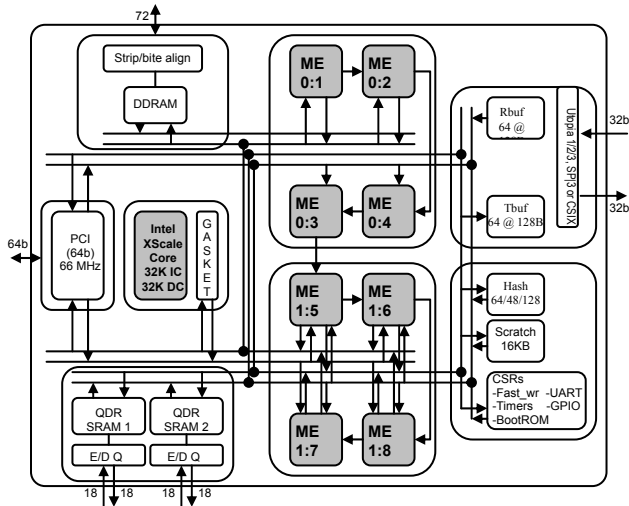 72
Strip/bite align
DDRAM
ME
0:1
ME
0:2
ME
0:3
ME
0:4
Rbuf
64 @
Tbuf
64 @ 128B
Utopia 1/2/3, SPI3 or CSIX
32b
32b
64b
PCI
(64b)
66 MHz
Intel
XScale
Core
32K IC
32K DC
GASKET
ME
1:5
ME
1:6
ME
1:7
ME
1:8
Hash
64/48/128
Scratch
16KB
CSRs
-Fast_wr -UART
-Timers -GPIO
-BootROM
QDR
SRAM 1
QDR
SRAM 2
E/D Q
E/D Q
18
18
18
18